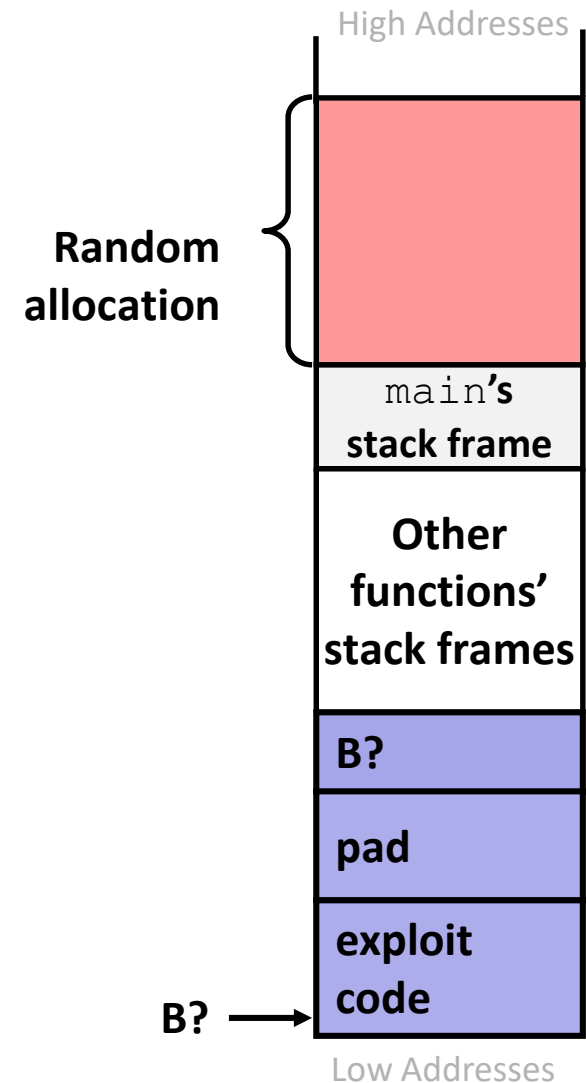 High Addresses
Random
allocation
main’s
stack frame
Other
functions’
stack frames
B?
pad
exploit
code
B?
Low Addresses